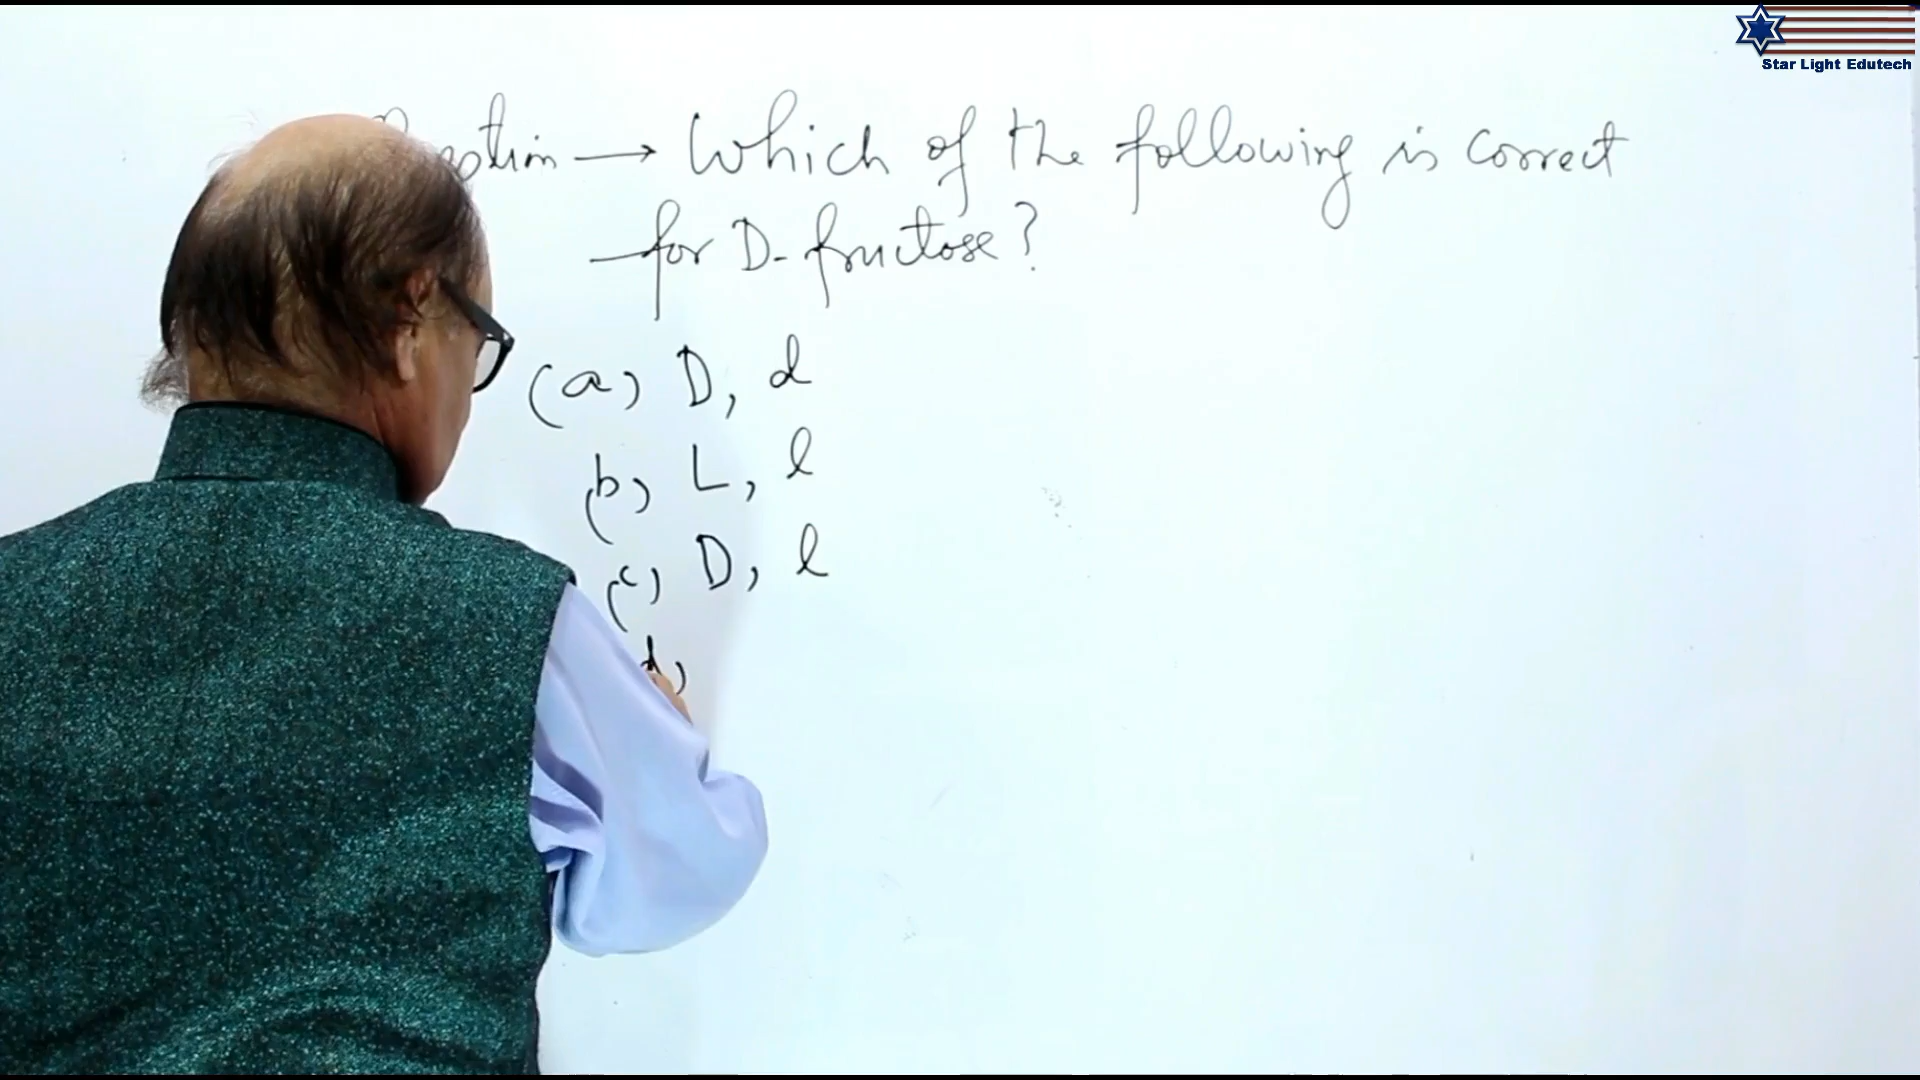 Star Light Edutech
→ Which of the following is correct
for D-fructose?
(a) D, d
(b) L, l
(c) D, l
d)